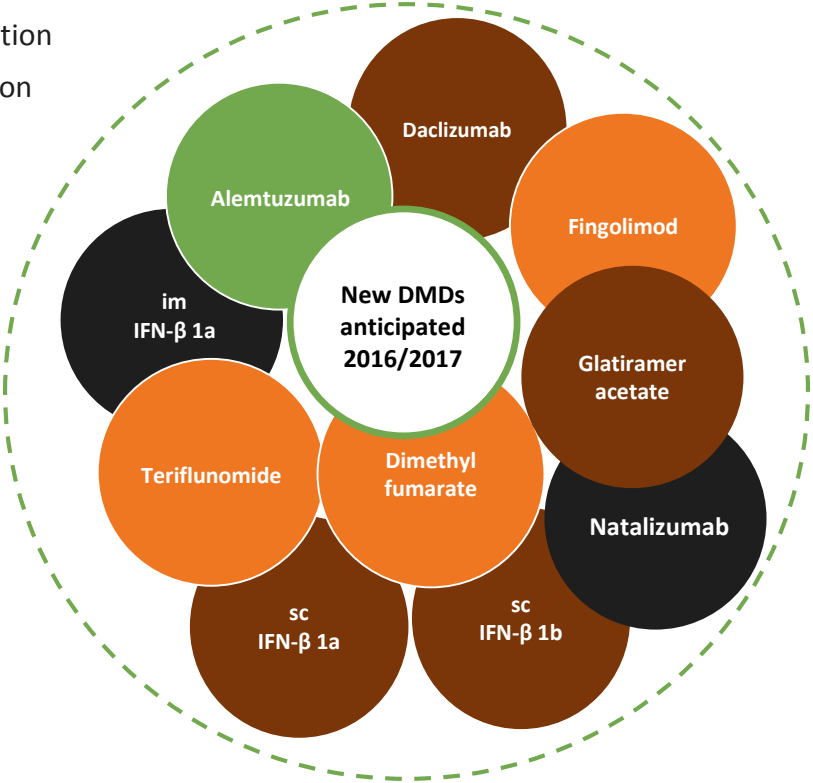 tion
on
Daclizumab
Alemtuzumab
Fingolimod
im
IFN-β 1a
New DMDs
anticipated
2016/2017
Glatiramer
acetate
Teriflunomide
Dimethyl
fumarate
Natalizumab
sc
IFN-β 1a
sc
IFN-β 1b